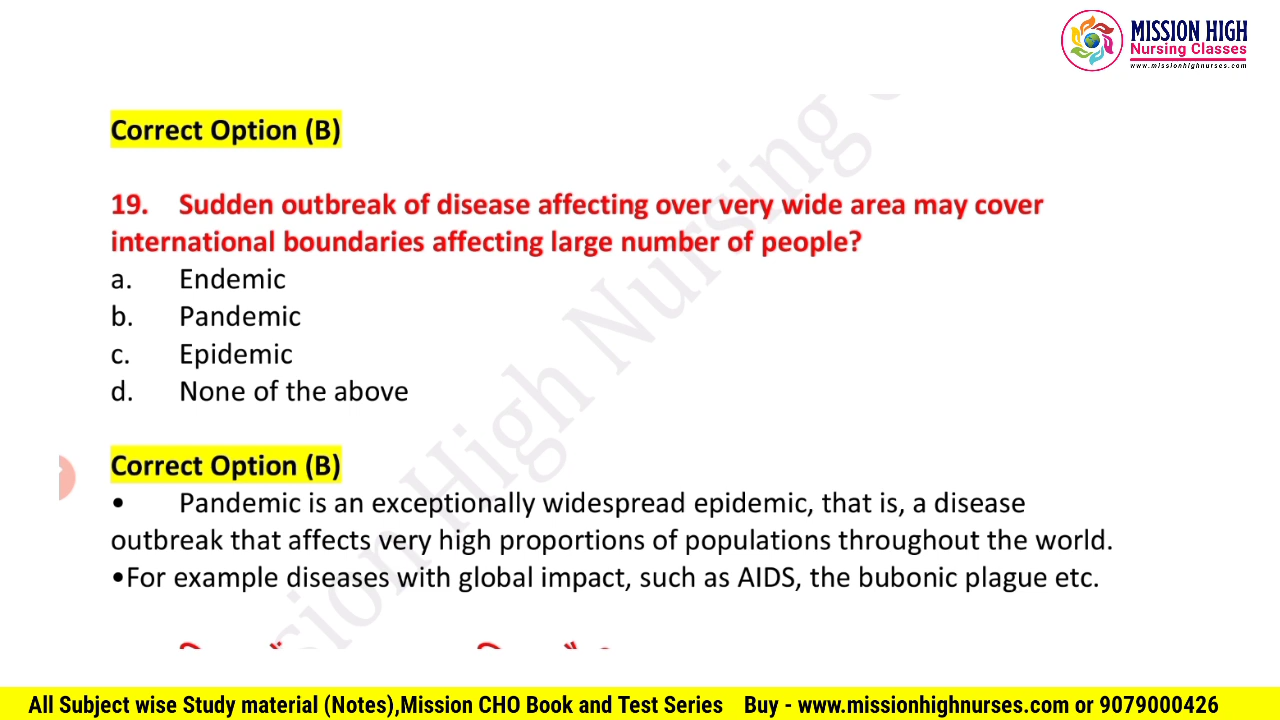 MISSION HIGH
Nursing Classes
www.missionhighnurses.com
Correct Option (B)
19. Sudden outbreak of disease affecting over very wide area may cover
international boundaries affecting large number of people?
a. Endemic
b. Pandemic
c. Epidemic
d. None of the above
Correct Option (B)
• Pandemic is an exceptionally widespread epidemic, that is, a disease
outbreak that affects very high proportions of populations throughout the world.
•For example diseases with global impact, such as AIDS, the bubonic plague etc.
High Nursing
All Subject wise Study material (Notes),Mission CHO Book and Test Series Buy - www.missionhighnurses.com or 9079000426